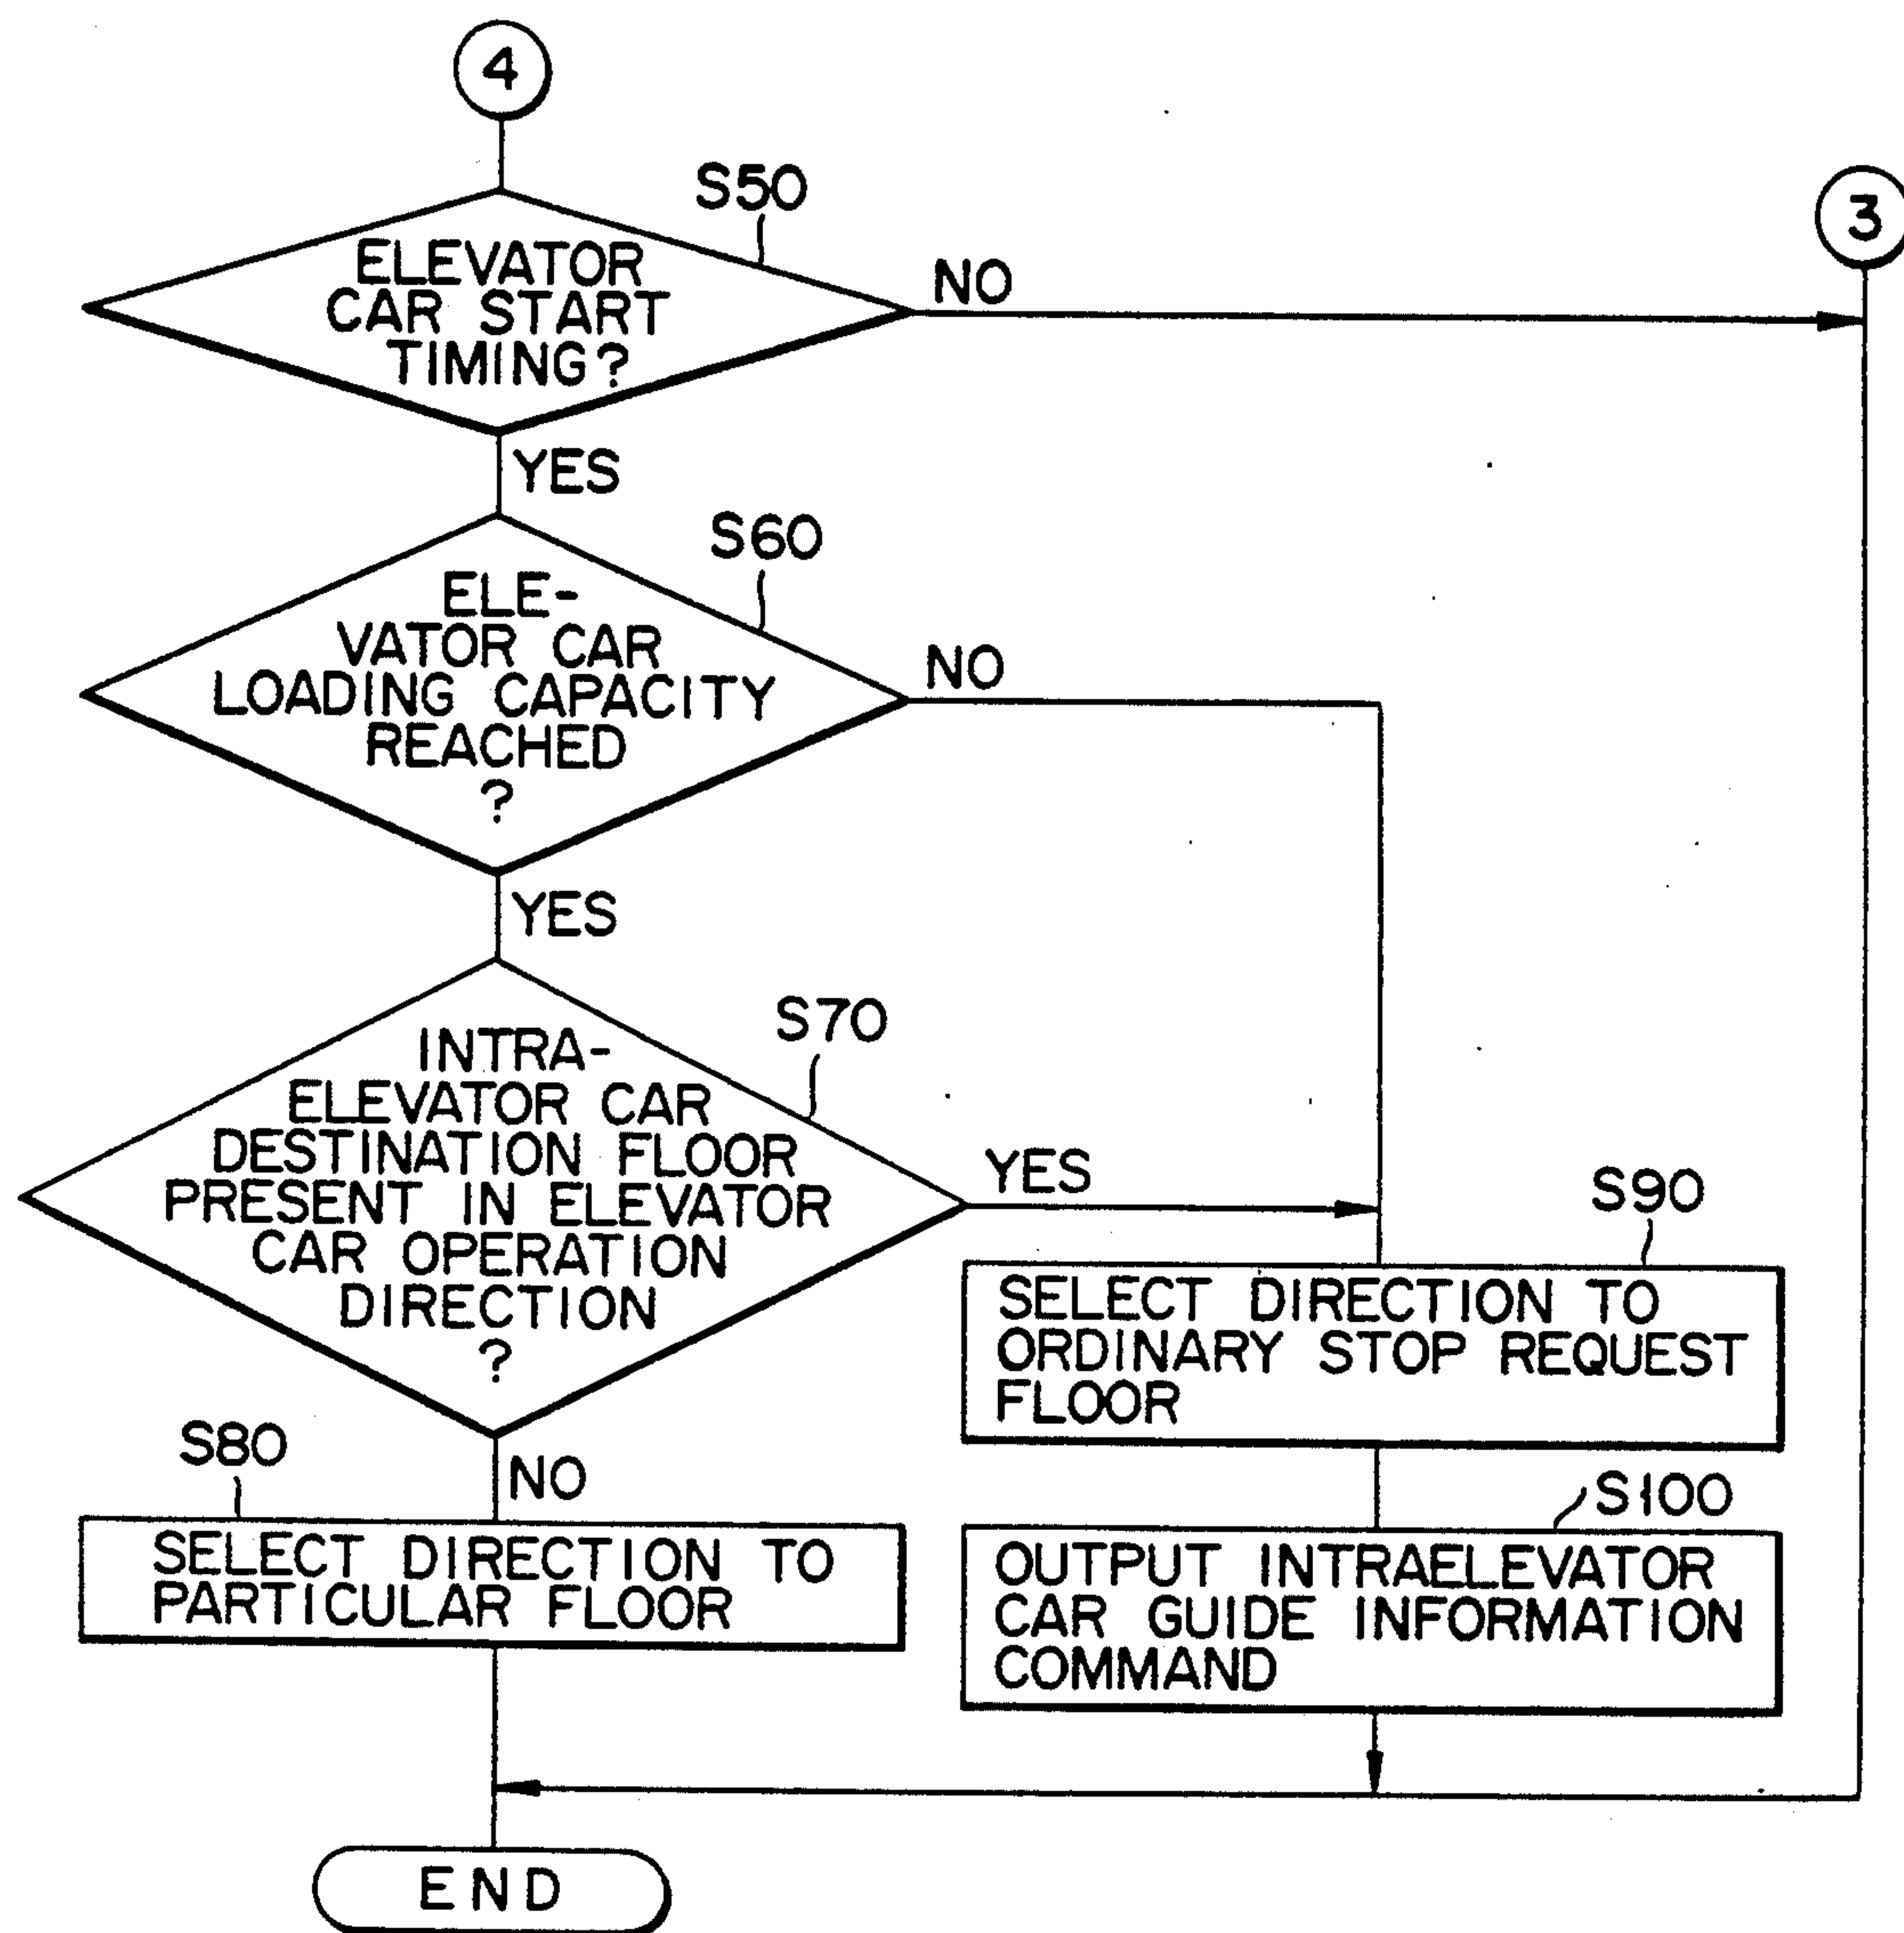 4
3
S50
ELEVATOR
CAR START
TIMING?
NO
YES
S60
ELE-
VATOR CAR
LOADING CAPACITY
REACHED
?
NO
YES
S70
INTRA-
ELEVATOR CAR
DESTINATION FLOOR
PRESENT IN ELEVATOR
CAR OPERATION
DIRECTION
?
YES
NO
S90
SELECT DIRECTION TO
ORDINARY STOP REQUEST
FLOOR
S80
SELECT DIRECTION TO
PARTICULAR FLOOR
S100
OUTPUT INTRAELEVATOR
CAR GUIDE INFORMATION
COMMAND
END